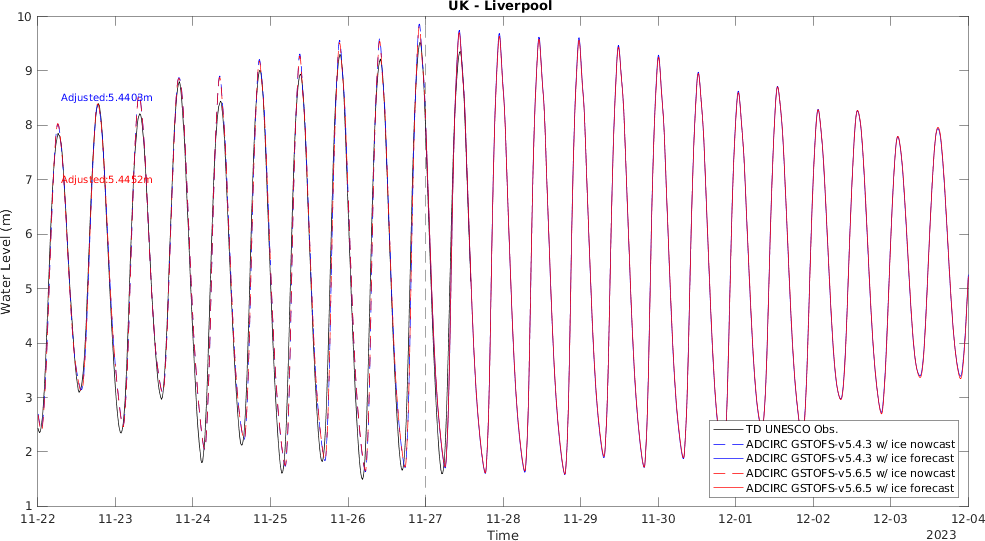 UK - Liverpool
10
9
8
7
6
5
4
3
2
1
Water Level (m)
Adjusted:5.4403m
Adjusted:5.4452m
TD UNESCO Obs.
ADCIRC GSTOFS-v5.4.3 w/ ice nowcast
ADCIRC GSTOFS-v5.4.3 w/ ice forecast
ADCIRC GSTOFS-v5.6.5 w/ ice nowcast
ADCIRC GSTOFS-v5.6.5 w/ ice forecast
11-22 11-23 11-24 11-25 11-26 11-27 11-28 11-29 11-30 12-01 12-02 12-03 12-04
Time
2023